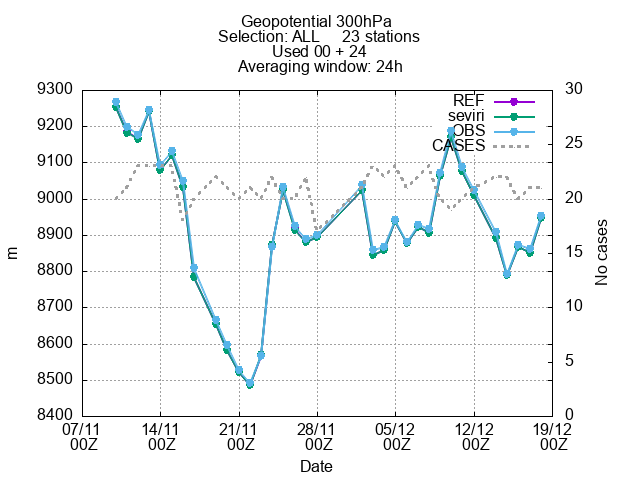 Geopotential 300hPa
Selection: ALL     23 stations
Used 00 + 24
Averaging window: 24h
REF
seviri
OBS
CASES
9300
9200
9100
9000
8900
8800
8700
8600
8500
8400
m
30
25
20
15
10
5
0
No cases
07/11 14/11 21/11 28/11 05/12 12/12 19/12
00Z 00Z 00Z 00Z 00Z 00Z 00Z
Date